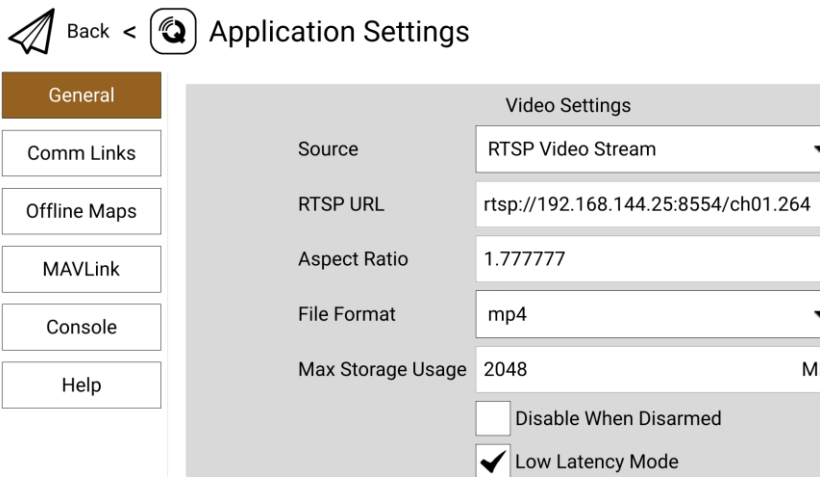 Back < Application Settings
General
Comm Links
Offline Maps
MAVLink
Console
Help
Video Settings
Source RTSP Video Stream
RTSP URL rtsp://192.168.144.25:8554/ch01.264
Aspect Ratio 1.777777
File Format mp4
Max Storage Usage 2048
Disable When Disarmed
Low Latency Mode